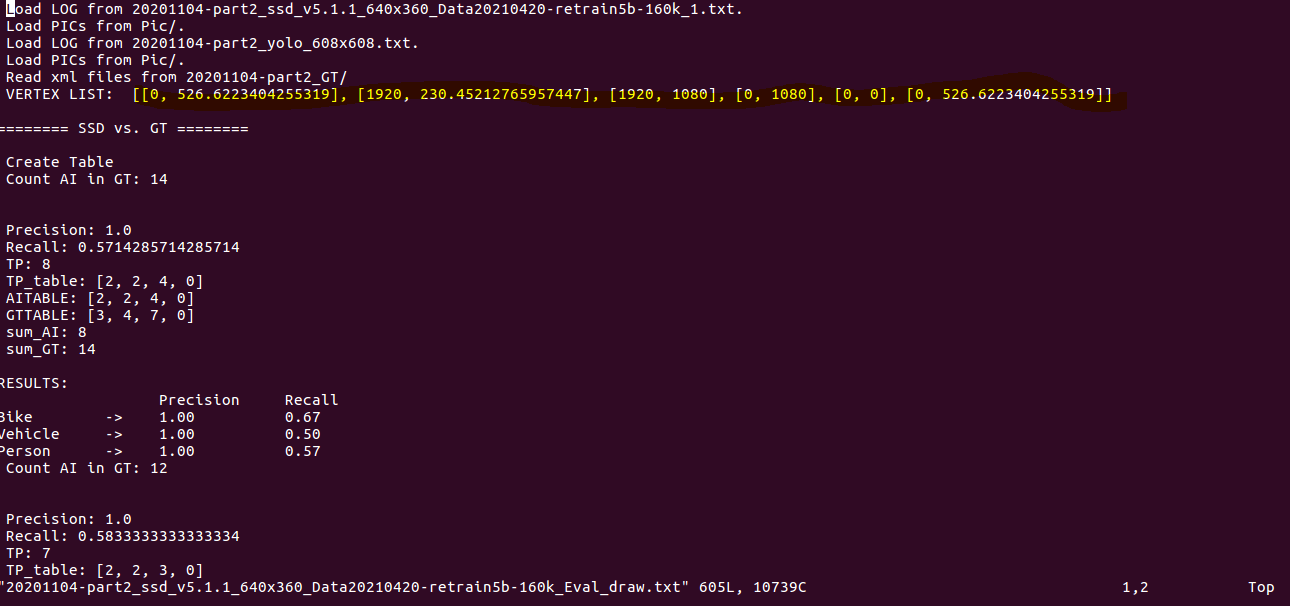 Load LOG from 20201104-part2_ssd_v5.1.1_640x360_Data20210420-retrain5b-160k_1.txt.
Load PICs from Pic/.
Load LOG from 20201104-part2_yolo_608x608.txt.
Load PICs from Pic/.
Read xml files from 20201104-part2_GT/
VERTEX LIST:  [[0, 526.6223404255319], [1920, 230.45212765957447], [1920, 1080], [0, 1080], [0, 0], [0, 526.6223404255319]]
======== SSD vs. GT ========
Create Table
Count AI in GT: 14
Precision: 1.0
Recall: 0.5714285714285714
TP: 8
TP_table: [2, 2, 4, 0]
AITABLE: [2, 2, 4, 0]
GTTABLE: [3, 4, 7, 0]
sum_AI: 8
sum_GT: 14
RESULTS:
Precision Recall
Bike -> 1.00 0.67
Vehicle -> 1.00 0.50
Person -> 1.00 0.57
Count AI in GT: 12
Precision: 1.0
Recall: 0.5833333333333334
TP: 7
TP_table: [2, 2, 3, 0]
"20201104-part2_ssd_v5.1.1_640x360_Data20210420-retrain5b-160k_Eval_draw.txt" 605L, 10739C 1,2 Top